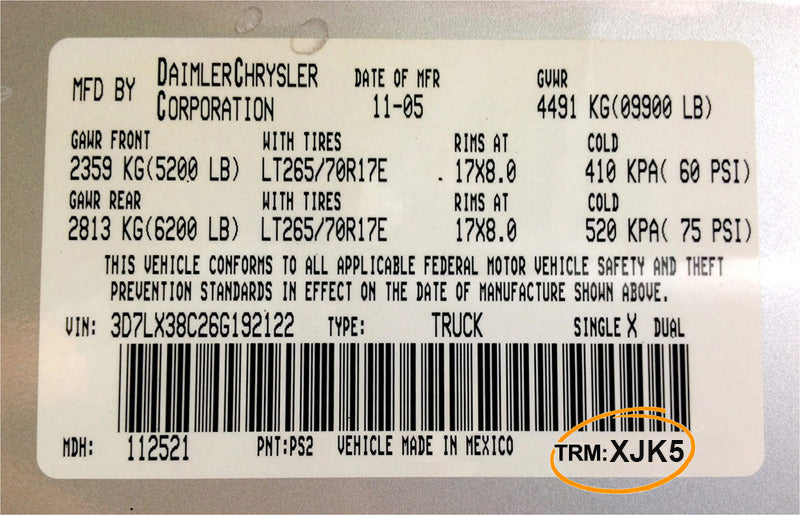 MFD BY DAIMLERCHRYSLER CORPORATION DATE OF MFR 11-05 GVWR 4491 KG(09900 LB)
GAWR FRONT WITH TIRES RIMS AT COLD
2359 KG(5200 LB) LT265/70R17E 17X8.0 410 KPA( 60 PSI)
GAWR REAR WITH TIRES RIMS AT COLD
2813 KG(6200 LB) LT265/70R17E 17X8.0 520 KPA( 75 PSI)
THIS VEHICLE CONFORMS TO ALL APPLICABLE FEDERAL MOTOR VEHICLE SAFETY AND THEFT
PREVENTION STANDARDS IN EFFECT ON THE DATE OF MANUFACTURE SHOWN ABOVE.
VIN: 3D7LX38C26G192122 TYPE: TRUCK SINGLE X DUAL
MDH: 112521 PNT:PS2 VEHICLE MADE IN MEXICO TRM:XJK5